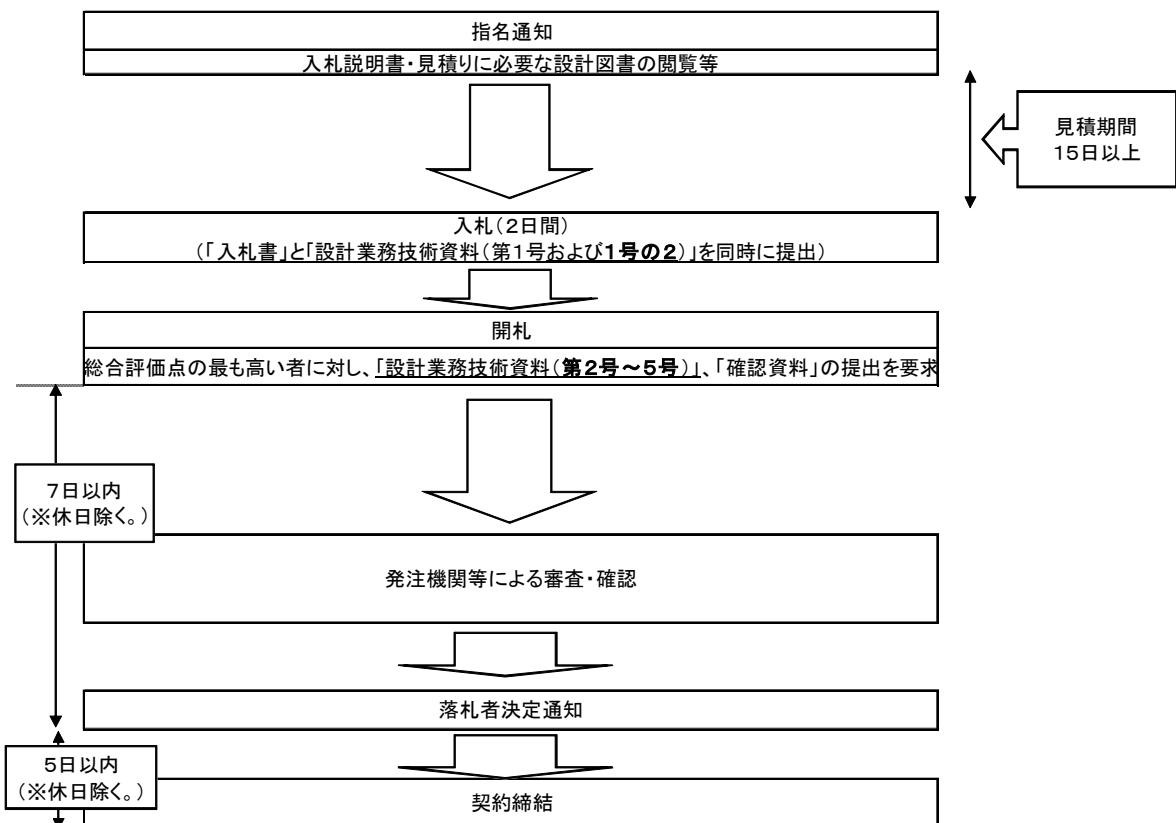 指名通知
入札説明書・見積りに必要な設計図書の閲覧等
見積期間
15日以上
入札(2日間)
(「入札書」と「設計業務技術資料(第1号および1号の2)」を同時に提出)
開札
総合評価点の最も高い者に対し、「設計業務技術資料(第2号～5号)」、「確認資料」の提出を要求
7日以内
(※休日除く。)
発注機関等による審査・確認
落札者決定通知
5日以内
(※休日除く。)
契約締結